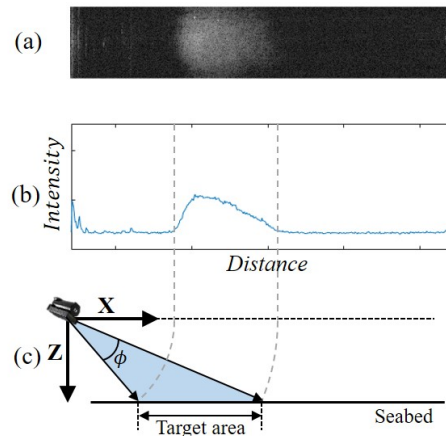 (a)
(b)
Intensity
Distance
X
(c)
Z
ϕ
Target area
Seabed